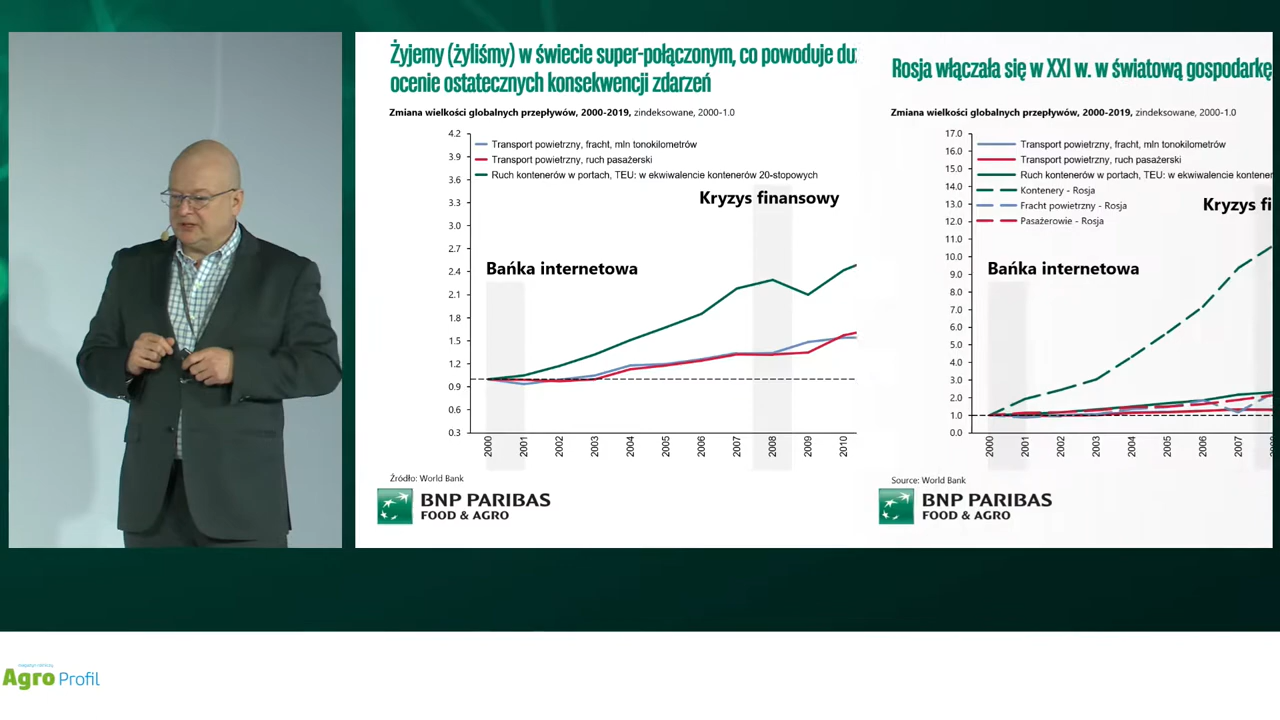 Żyjemy (żyliśmy) w świecie super-połączonym, co powoduje
ocenie ostatecznych konsekwencji zdarzeń
Zmiana wielkości globalnych przepływów, 2000-2019, zindeksowane, 2000-1.0
4.2
3.9
3.6
3.3
3.0
2.7
2.4
2.1
1.8
1.5
1.2
0.9
0.6
0.3
Transport powietrzny, fracht, mln tonokilometrów
Transport powietrzny, ruch pasażerski
Ruch kontenerów w portach, TEU: w ekwiwalencie kontenerów 20-stopowych
Kryzys finansowy
Bańka internetowa
2000
2001
2002
2003
2004
2005
2006
2007
2008
2009
2010
Źródło: World Bank
BNP PARIBAS
FOOD & AGRO
Rosja włączała się w XXI w. w światową gospodarkę
Zmiana wielkości globalnych przepływów, 2000-2019, zindeksowane, 2000-1.0
17.0
16.0
15.0
14.0
13.0
12.0
11.0
10.0
9.0
8.0
7.0
6.0
5.0
4.0
3.0
2.0
1.0
0.0
Transport powietrzny, fracht, mln tonokilometrów
Transport powietrzny, ruch pasażerski
Ruch kontenerów w portach, TEU: w ekwiwalencie
Kontenery - Rosja
Fracht powietrzny - Rosja
Pasażerowie - Rosja
Kryzys
Bańka internetowa
2000
2001
2002
2003
2004
2005
2006
2007
Source: World Bank
BNP PARIBAS
FOOD & AGRO
Agro Profil